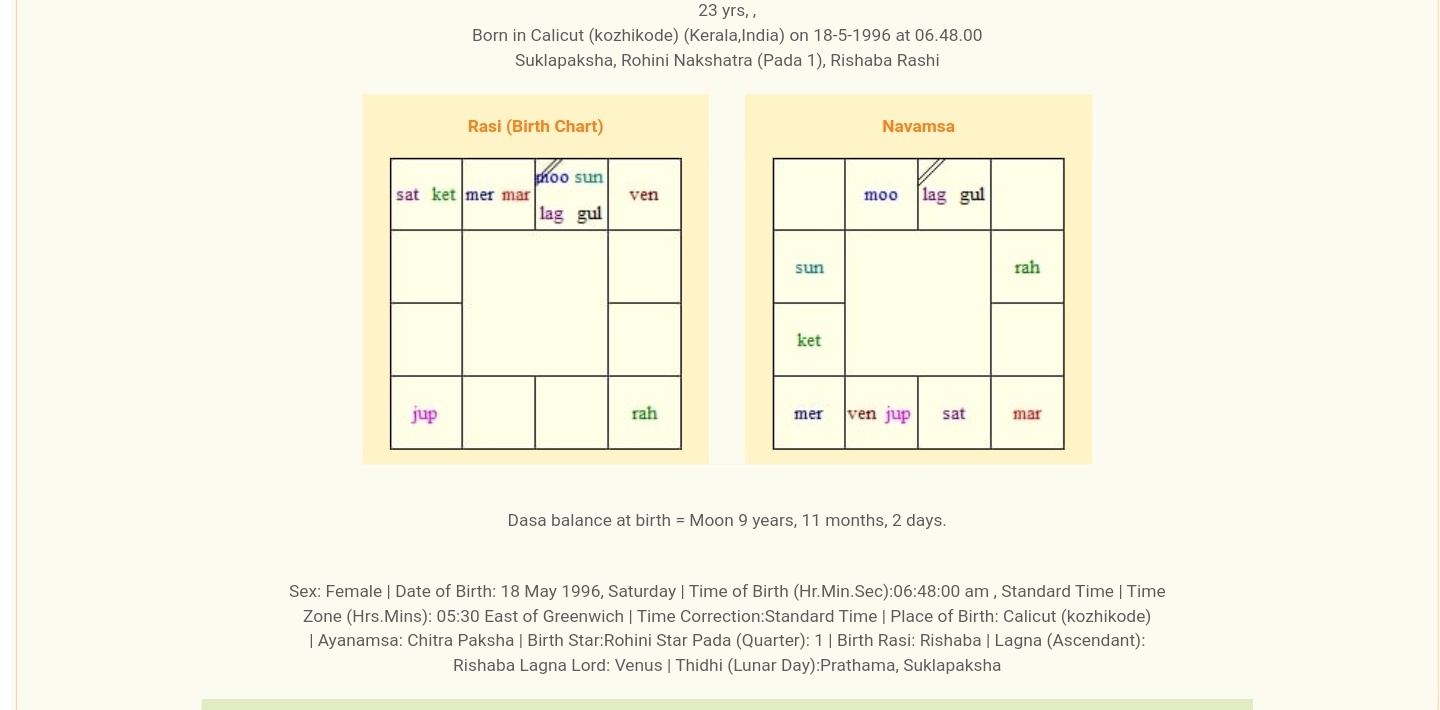 23 yrs, ,
Born in Calicut (kozhikode) (Kerala,India) on 18-5-1996 at 06.48.00
Suklapaksha, Rohini Nakshatra (Pada 1), Rishaba Rashi
Rasi (Birth Chart)
sat ket mer mar moo sun ven
lag gul
jup rah
Navamsa
moo lag gul
sun rah
ket
mer ven jup sat mar
Dasa balance at birth = Moon 9 years, 11 months, 2 days.
Sex: Female | Date of Birth: 18 May 1996, Saturday | Time of Birth (Hr.Min.Sec):06:48:00 am , Standard Time | Time
Zone (Hrs.Mins): 05:30 East of Greenwich | Time Correction:Standard Time | Place of Birth: Calicut (kozhikode)
| Ayanamsa: Chitra Paksha | Birth Star:Rohini Star Pada (Quarter): 1 | Birth Rasi: Rishaba | Lagna (Ascendant):
Rishaba Lagna Lord: Venus | Thidhi (Lunar Day):Prathama, Suklapaksha